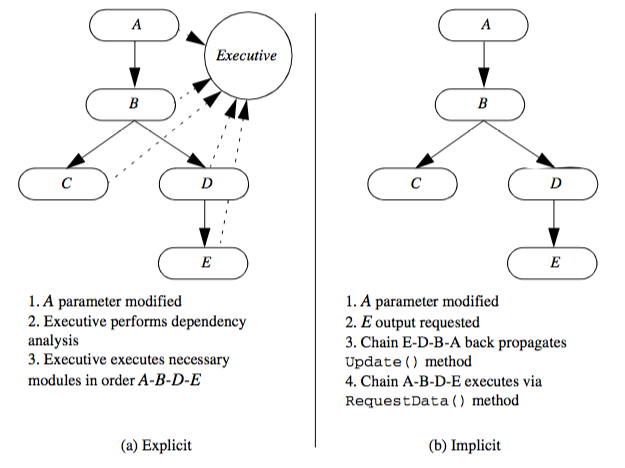 A
Executive
B
C
D
E
1. A parameter modified
2. Executive performs dependency
analysis
3. Executive executes necessary
modules in order A-B-D-E
(a) Explicit
A
B
C
D
E
1. A parameter modified
2. E output requested
3. Chain E-D-B-A back propagates
Update() method
4. Chain A-B-D-E executes via
RequestData() method
(b) Implicit